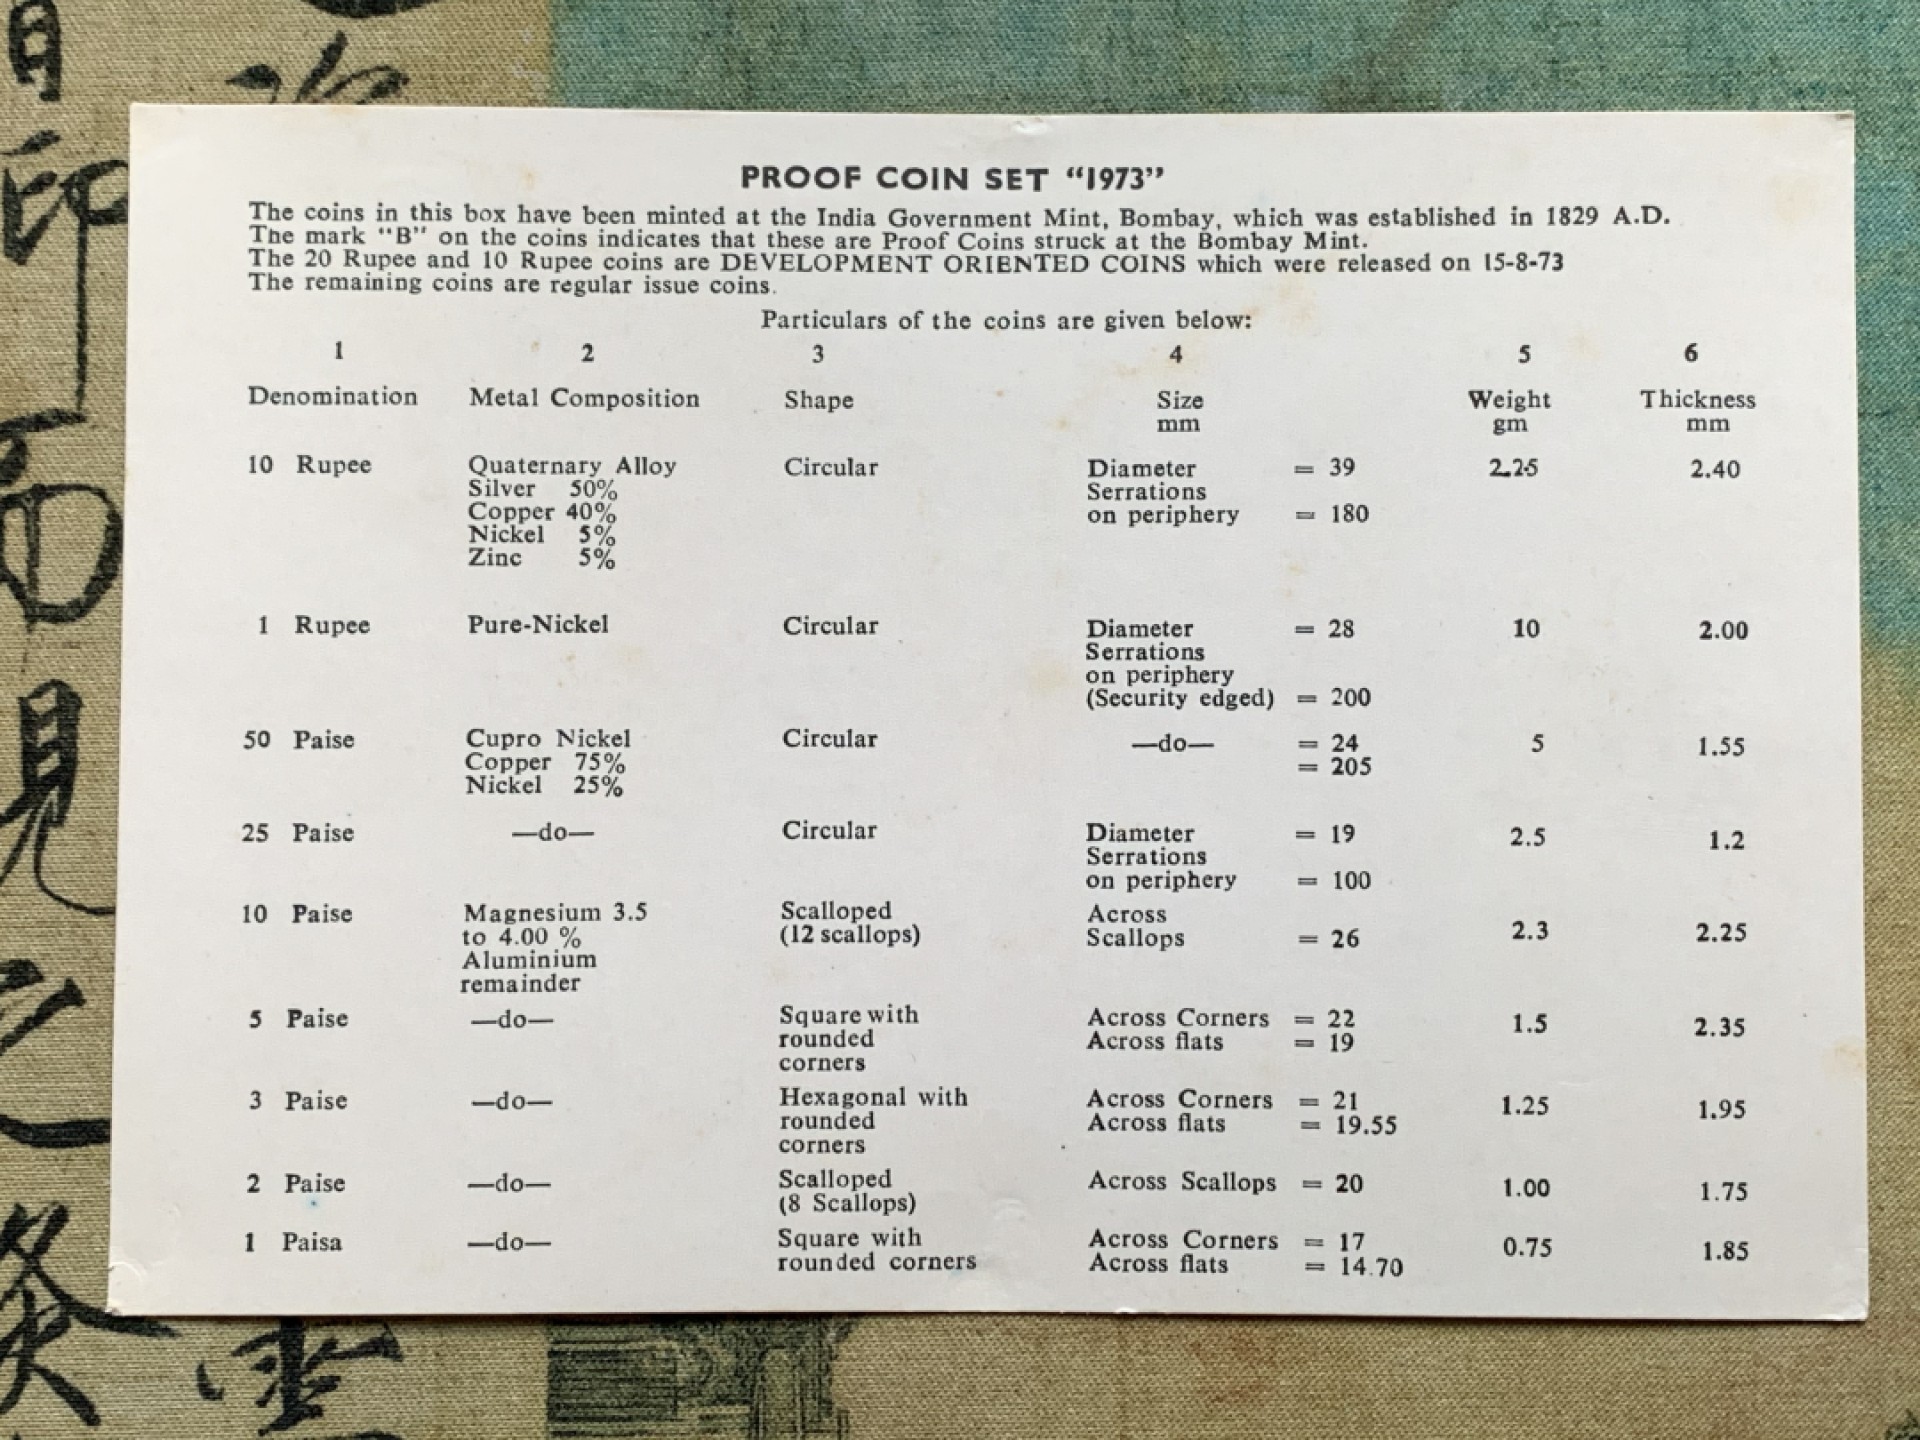 PROOF COIN SET "1973"
The coins in this box have been minted at the India Government Mint, Bombay, which was established in 1829 A.D.
The mark "B" on the coins indicates that these are Proof Coins struck at the Bombay Mint.
The 20 Rupee and 10 Rupee coins are DEVELOPMENT ORIENTED COINS which were released on 15-8-73
The remaining coins are regular issue coins.
Particulars of the coins are given below:
1 2 3 4 5 6
Denomination Metal Composition Shape Size Weight Thickness
mm gm mm
10 Rupee Quaternary Alloy Circular Diameter = 39 2.25 2.40
Silver 50% Serrations
Copper 40% on periphery = 180
Nickel 5%
Zinc 5%
1 Rupee Pure-Nickel Circular Diameter = 28 10 2.00
Serrations
on periphery
(Security edged) = 200
50 Paise Cupro Nickel Circular —do— = 24 5 1.55
Copper 75% = 205
Nickel 25%
25 Paise —do— Circular Diameter = 19 2.5 1.2
Serrations
on periphery = 100
10 Paise Magnesium 3.5 Scalloped Across 2.3 2.25
to 4.00 % (12 scallops) Scallops = 26
Aluminium
remainder
5 Paise —do— Square with Across Corners = 22 1.5 2.35
rounded Across flats = 19
corners
3 Paise —do— Hexagonal with Across Corners = 21 1.25 1.95
rounded Across flats = 19.55
corners
2 Paise —do— Scalloped Across Scallops = 20 1.00 1.75
(8 Scallops)
1 Paisa —do— Square with Across Corners = 17 0.75 1.85
rounded corners Across flats = 14.70